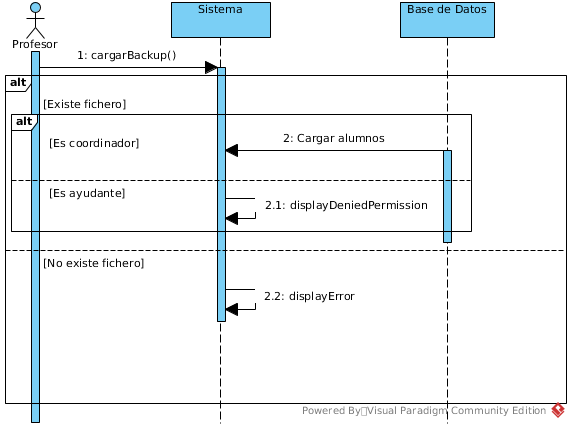 Sistema
Base de Datos
Profesor
1: cargarBackup()
alt
[Existe fichero]
alt
[Es coordinador]
2: Cargar alumnos
[Es ayudante]
2.1: displayDeniedPermission
[No existe fichero]
2.2: displayError
Powered By Visual Paradigm Community Edition